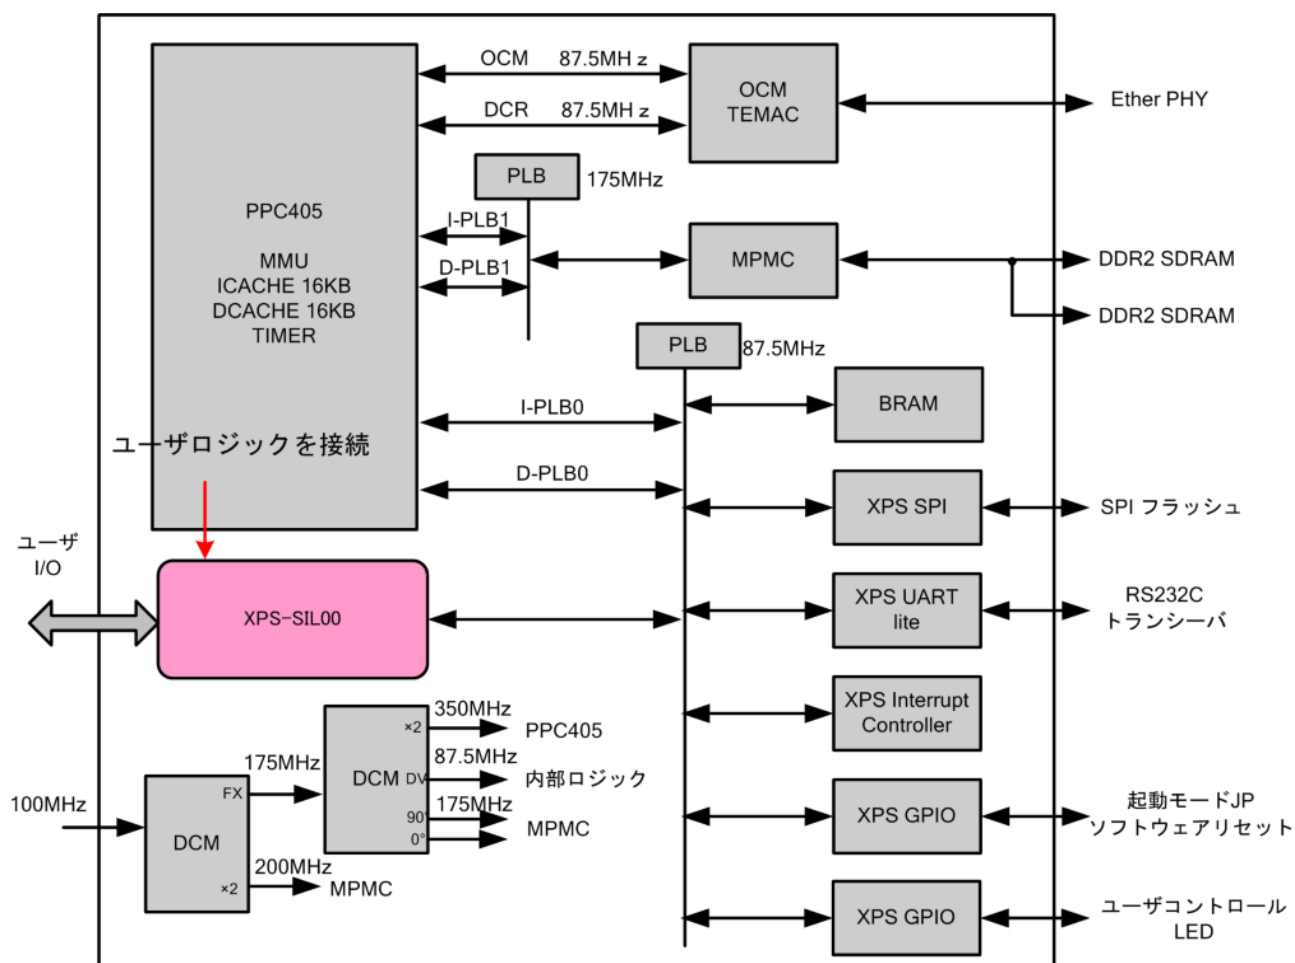 OCM 87.5MHz
OCM
TEMAC
Ether PHY
DCR 87.5MHz
PLB
175MHz
PPC405
MMU
ICACHE 16KB
DCACHE 16KB
TIMER
I-PLB1
D-PLB1
MPMC
DDR2 SDRAM
DDR2 SDRAM
PLB
87.5MHz
I-PLB0
BRAM
ユーザロジックを接続
D-PLB0
XPS SPI
SPI フラッシュ
ユーザ
I/O
XPS-SIL00
XPS UART
lite
RS232C
トランシーバ
XPS Interrupt
Controller
100MHz
DCM
FX
×2
175MHz
200MHz
MPMC
DCM
×2
DV
90°
0°
350MHz
PPC405
87.5MHz
内部ロジック
175MHz
MPMC
XPS GPIO
起動モードJP
ソフトウェアリセット
XPS GPIO
ユーザコントロール
LED